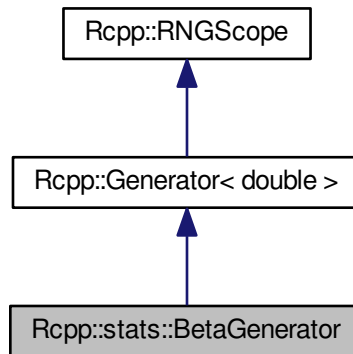 Rcpp::RNGScope
Rcpp::Generator< double >
Rcpp::stats::BetaGenerator